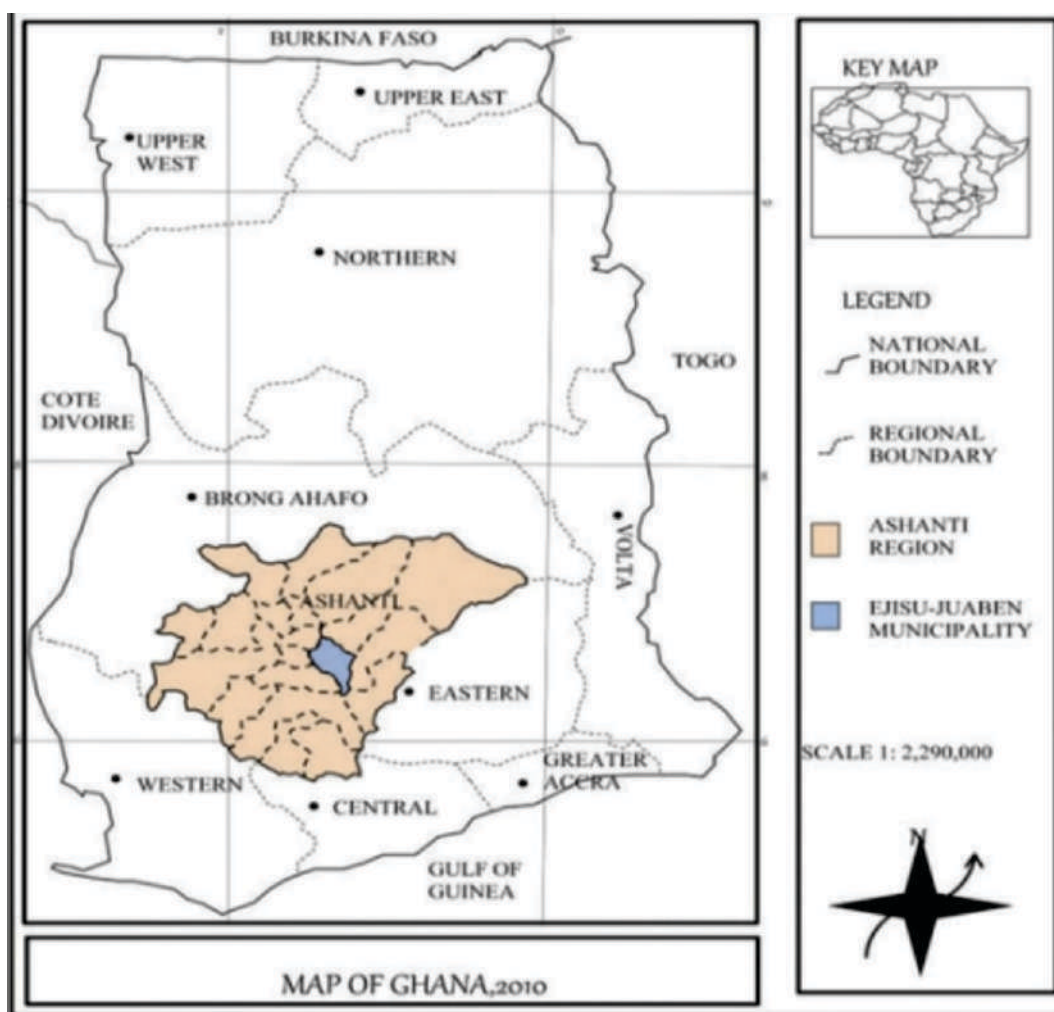 BURKINA FASO
UPPER EAST
UPPER
WEST
NORTHERN
TOGO
COTE
DIVOIRE
BRONG AHAFO
VOLTA
ASHANTI
EASTERN
GREATER
ACCRA
WESTERN
CENTRAL
GULF OF
GUINEA
MAP OF GHANA,2010
KEY MAP
LEGEND
NATIONAL
BOUNDARY
REGIONAL
BOUNDARY
ASHANTI
REGION
EJISU-JUABEN
MUNICIPALITY
SCALE 1: 2,290,000
N